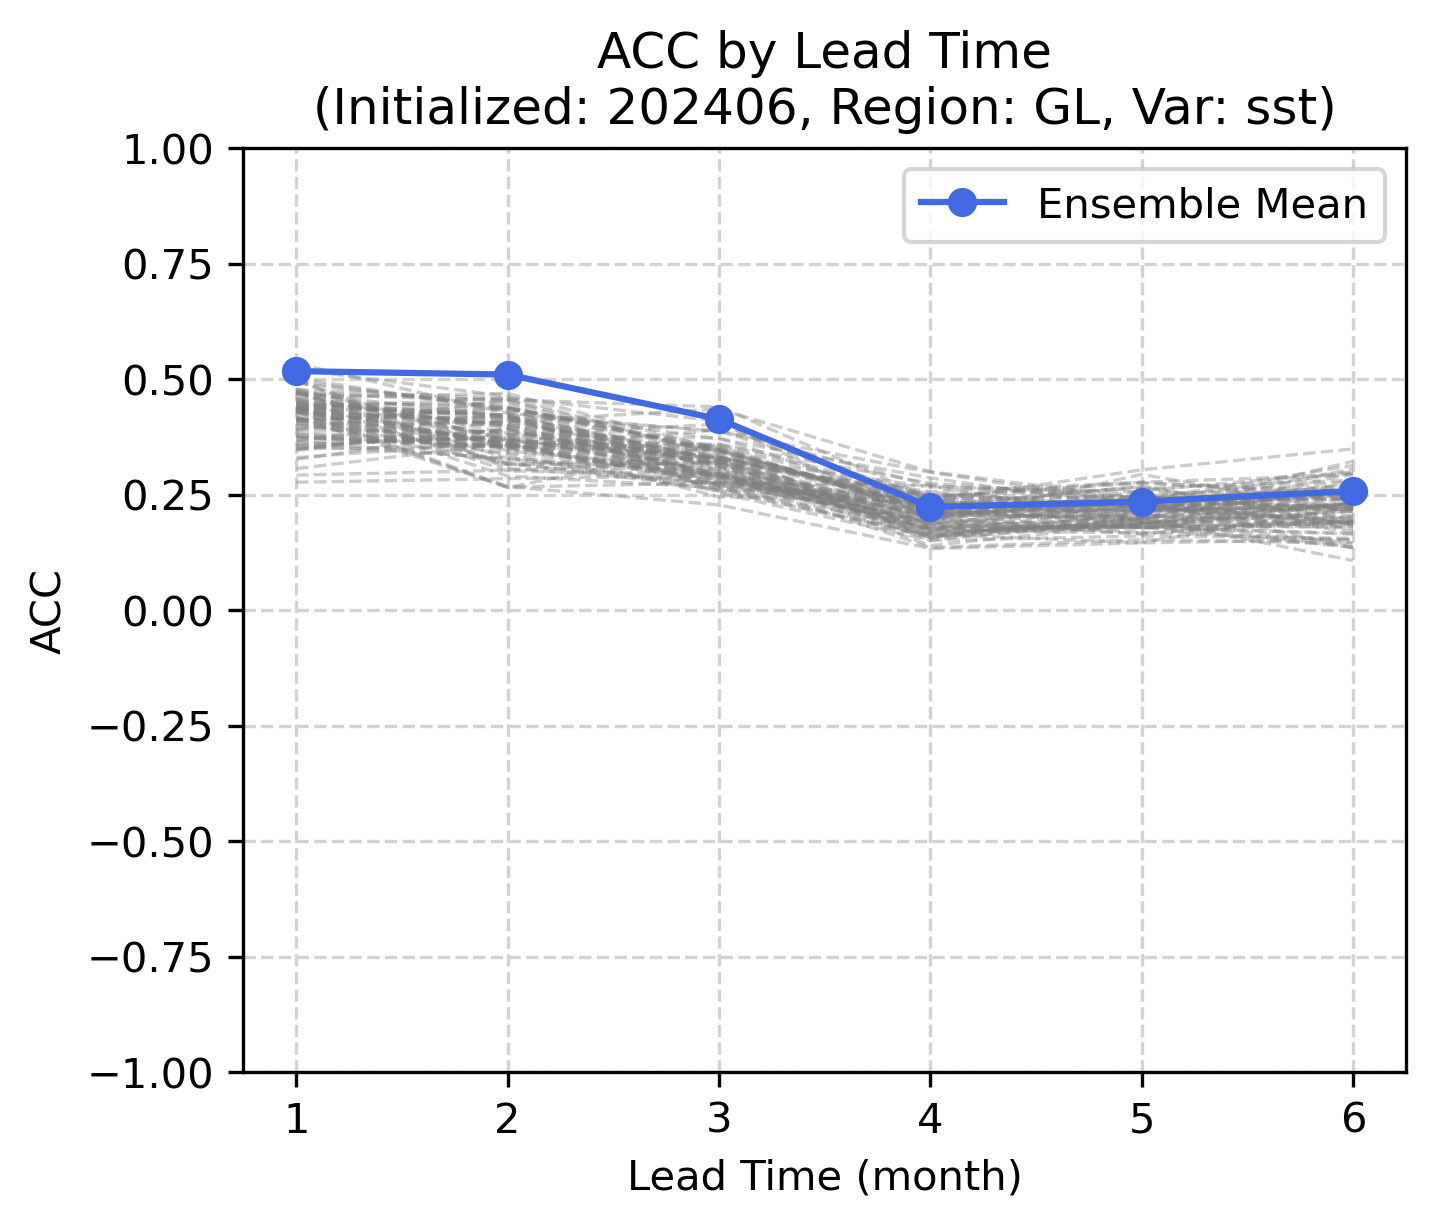 ACC by Lead Time
(Initialized: 202406, Region: GL, Var: sst)
Ensemble Mean
1.00
0.75
0.50
0.25
0.00
−0.25
−0.50
−0.75
−1.00
ACC
1 2 3 4 5 6
Lead Time (month)